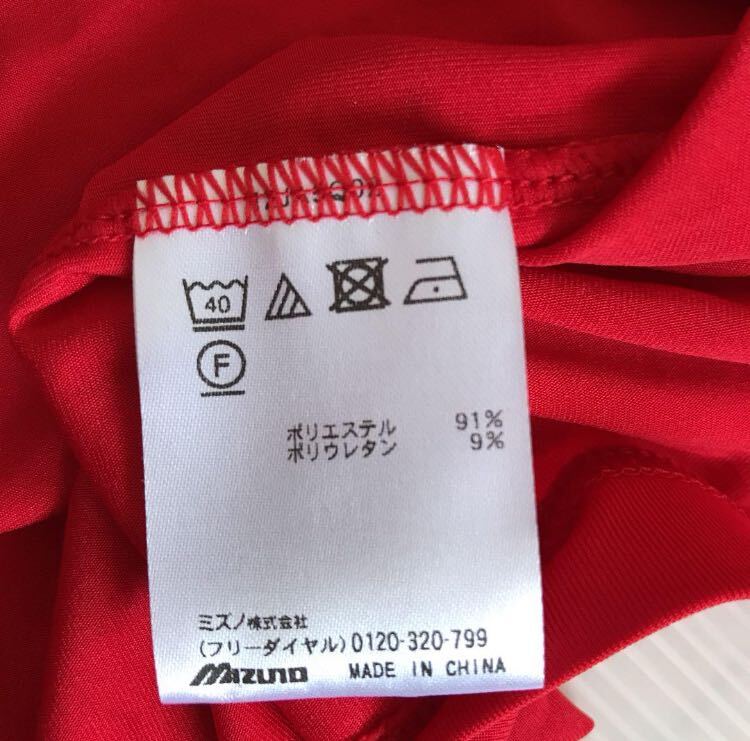 40
F
ポリエステル 91%
ポリウレタン 9%
ミズノ株式会社
(フリーダイヤル)0120-320-799
MIZUNO MADE IN CHINA